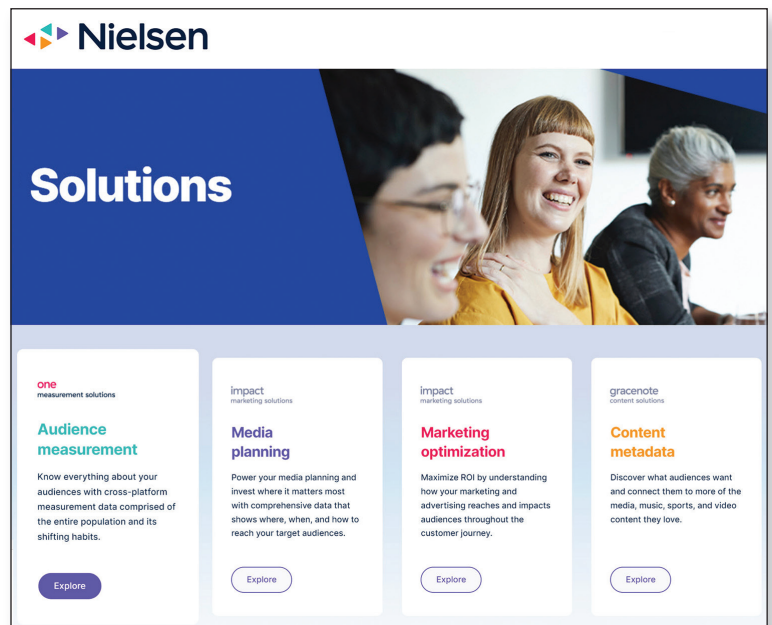 Nielsen
Solutions
one
measurement solutions
Audience
measurement
Know everything about your
audiences with cross-platform
measurement data comprised of
the entire population and its
shifting habits.
Explore
impact
marketing solutions
Media
planning
Power your media planning and
invest where it matters most
with comprehensive data that
shows where, when, and how to
reach your target audiences.
Explore
impact
marketing solutions
Marketing
optimization
Maximize ROI by understanding
how your marketing and
advertising reaches and impacts
audiences throughout the
customer journey.
Explore
gracenote
content solutions
Content
metadata
Discover what audiences want
and connect them to more of the
media, music, sports, and video
content they love.
Explore